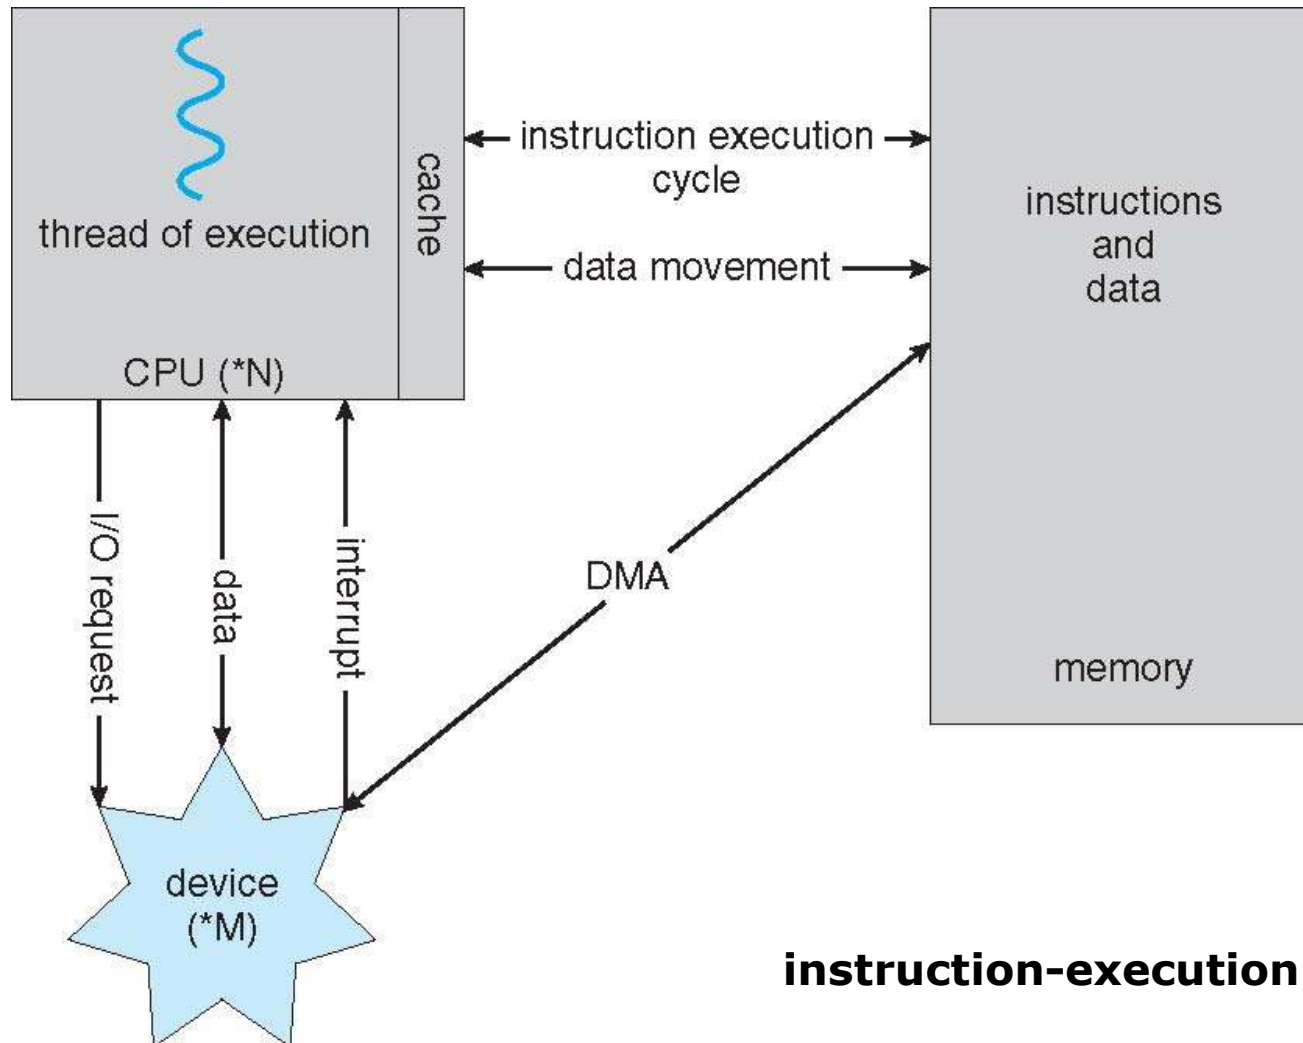 thread of execution
CPU (*N)
cache
instruction execution
cycle
data movement
instructions
and
data
memory
I/O request
data
interrupt
DMA
device
(*M)
instruction-execution